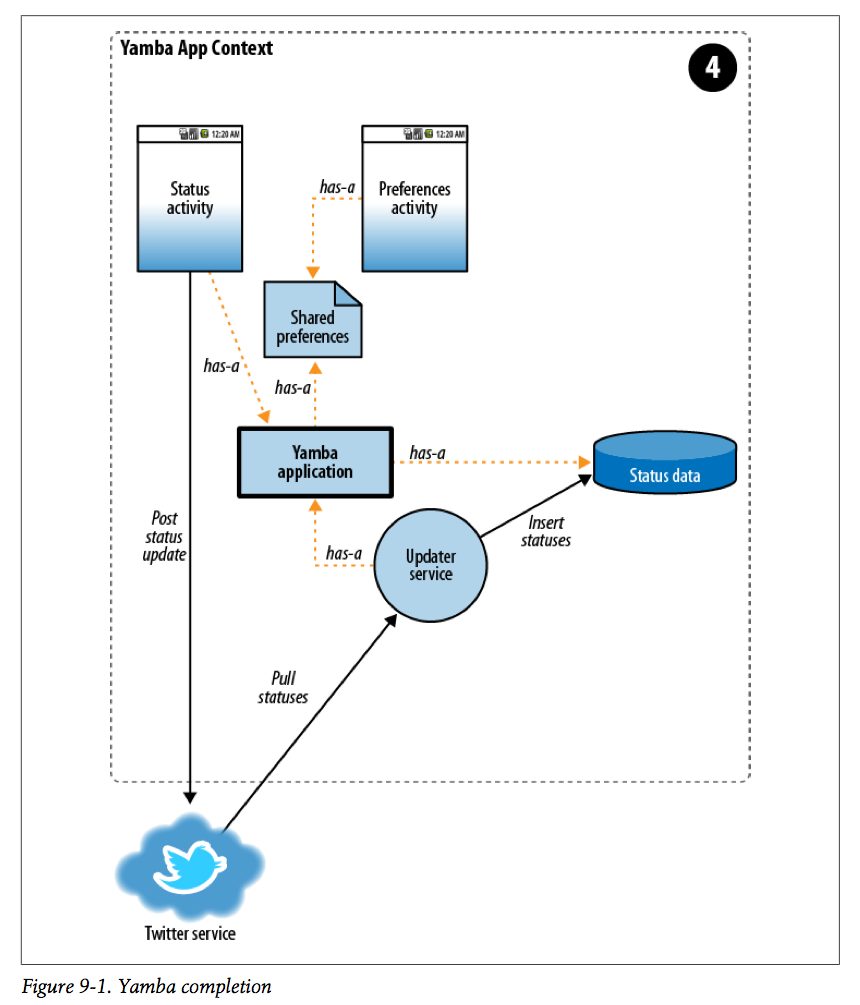 Yamba App Context
4
12:20 AM
12:20 AM
Status
activity
has-a
Preferences
activity
Shared
preferences
has-a
has-a
Yamba
application
has-a
Status data
Post
status
update
Insert
statuses
has-a
Updater
service
Pull
statuses
Twitter service
Figure 9-1. Yamba completion